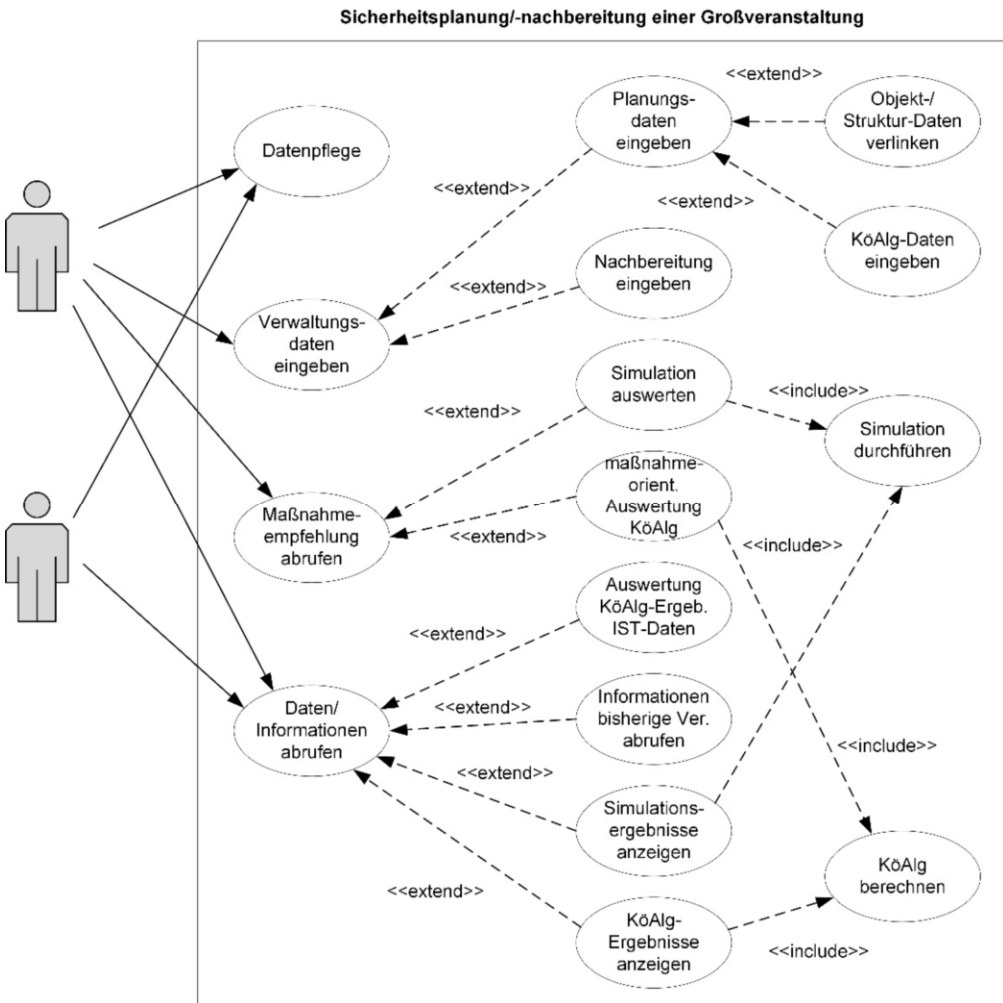 Sicherheitsplanung/-nachbereitung einer Großveranstaltung
<<extend>>
Planungs-
daten
eingeben
Objekt-/
Struktur-Daten
verlinken
Datenpflege
<<extend>>
<<extend>>
KöAlg-Daten
eingeben
Nachbereitung
eingeben
<<extend>>
Verwaltungs-
daten
eingeben
Simulation
auswerten
<<include>>
<<extend>>
Simulation
durchführen
maßnahme-
orient.
Auswertung
KöAlg
Maßnahme-
empfehlung
abrufen
<<extend>>
<<include>>
Auswertung
KöAlg-Ergeb.
IST-Daten
<<extend>>
Daten/
Informationen
abrufen
Informationen
bisherige Ver.
abrufen
<<extend>>
<<include>>
<<extend>>
Simulations-
ergebnisse
anzeigen
KöAlg
berechnen
<<extend>>
KöAlg-
Ergebnisse
anzeigen
<<include>>